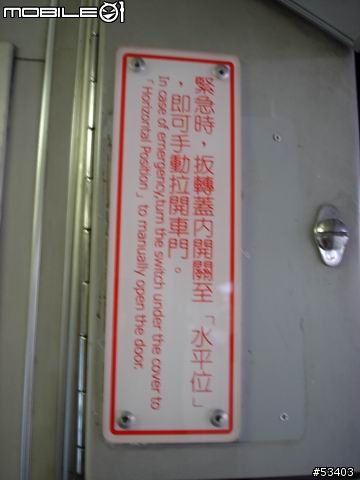 MOBILE01
緊急時，扳轉蓋內開關至「水平位」
，即可手動拉開車門。
In case of emergency,turn the switch under the cover to
「Horizontal Position」 to manually open the door.
#53403